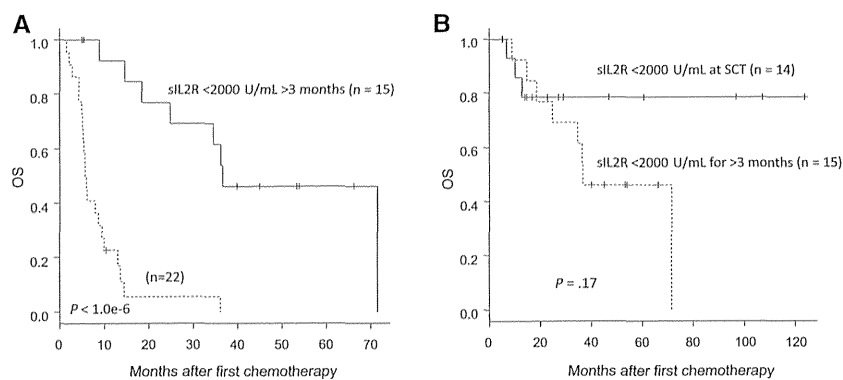 A
1.0
0.8
0.6
0.4
0.2
0.0
OS
sIL2R <2000 U/mL >3 months (n = 15)
(n=22)
P < 1.0e-6
0 10 20 30 40 50 60 70
Months after first chemotherapy
B
1.0
0.8
0.6
0.4
0.2
0.0
OS
sIL2R <2000 U/mL at SCT (n = 14)
sIL2R <2000 U/mL for >3 months (n = 15)
P = .17
0 20 40 60 80 100 120
Months after first chemotherapy